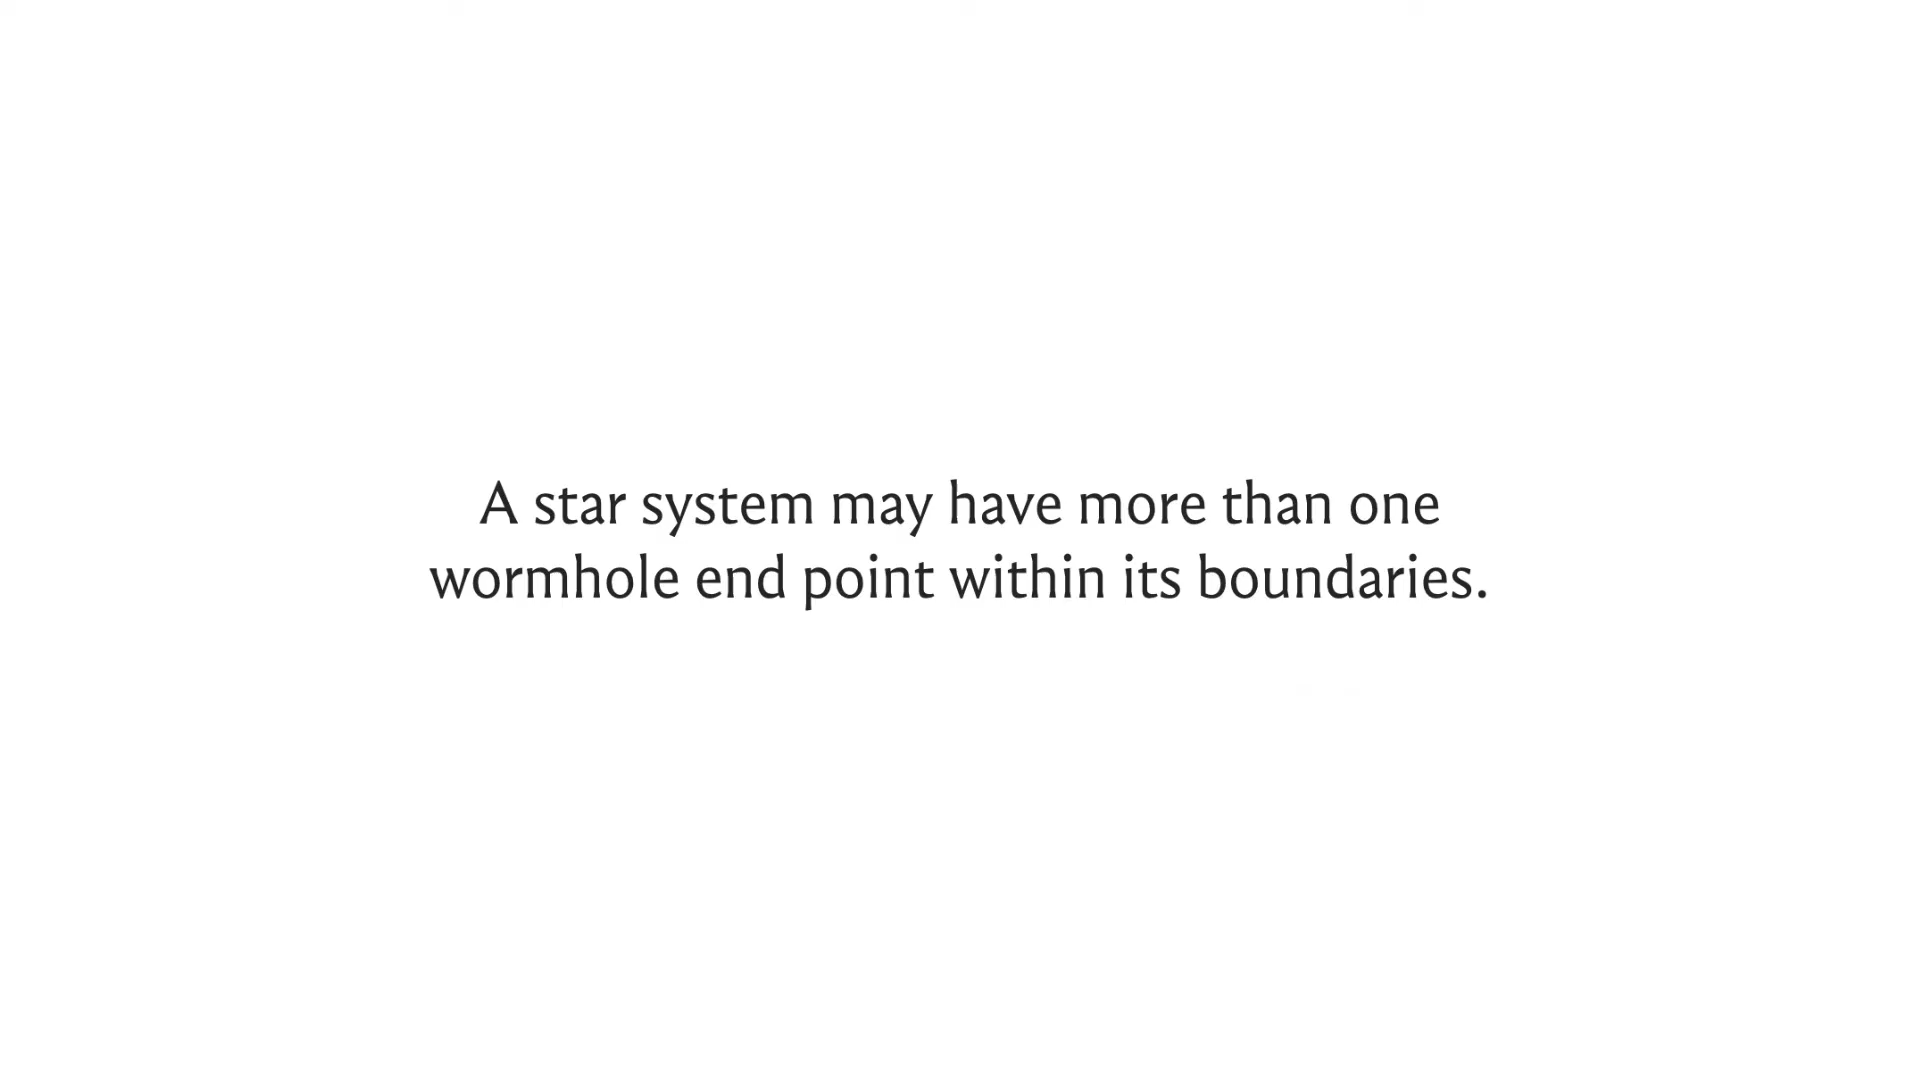 A star system may have more than one
wormhole end point within its boundaries.